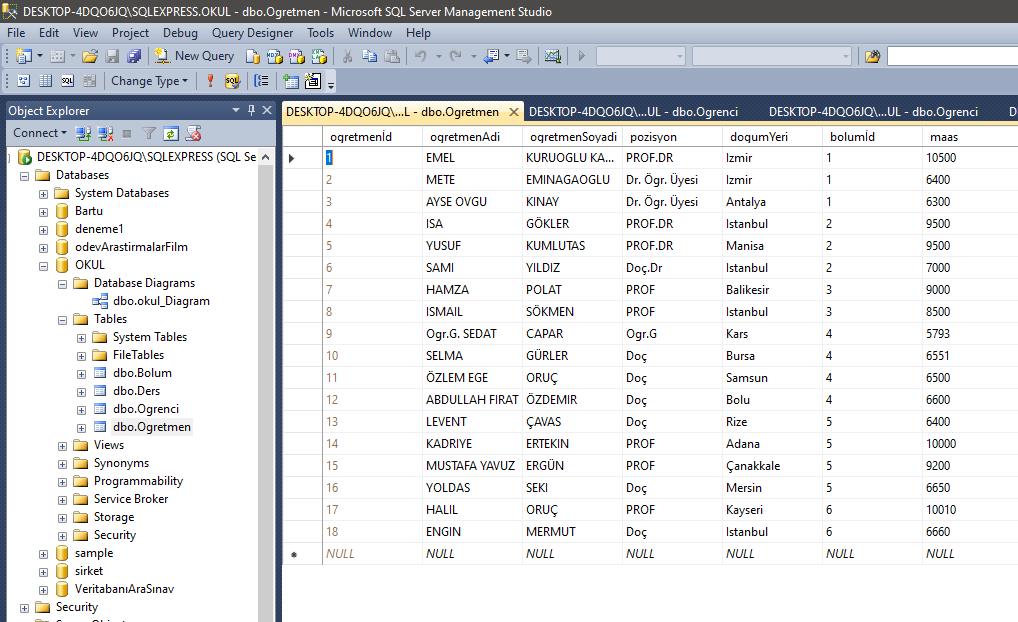 DESKTOP-4DQO6JQ\SQLEXPRESS.OKUL - dbo.Ogretmen - Microsoft SQL Server Management Studio
File Edit View Project Debug Query Designer Tools Window Help
New Query
Change Type
Object Explorer
Connect
DESKTOP-4DQO6JQ\SQLEXPRESS (SQL Se
Databases
System Databases
Bartu
deneme1
odevArastirmalarFilm
OKUL
Database Diagrams
dbo.okul_Diagram
Tables
System Tables
FileTables
dbo.Bolum
dbo.Ders
dbo.Ogrenci
dbo.Ogretmen
Views
Synonyms
Programmability
Service Broker
Storage
Security
sample
sirket
VeritabanıAraSınav
Security
DESKTOP-4DQO6JQ\...L - dbo.Ogretmen DESKTOP-4DQO6JQ\...UL - dbo.Ogrenci DESKTOP-4DQO6JQ\...UL - dbo.Ogrenci D
ogretmenİd ogretmenAdi ogretmenSoyadi pozisyon dogumYeri bolumİd maas
1 EMEL KURUOGLU KA... PROF.DR Izmir 1 10500
2 METE EMINAGAOGLU Dr. Ögr. Üyesi Izmir 1 6400
3 AYSE OVGU KINAY Dr. Ögr. Üyesi Antalya 1 6300
4 ISA GÖKLER PROF.DR Istanbul 2 9500
5 YUSUF KUMLUTAS PROF.DR Manisa 2 9500
6 SAMI YILDIZ Doç.Dr Istanbul 2 7000
7 HAMZA POLAT PROF Balikesir 3 9000
8 ISMAIL SÖKMEN PROF Istanbul 3 8500
9 Ogr.G. SEDAT CAPAR Ogr.G Kars 4 5793
10 SELMA GÜRLER Doç Bursa 4 6551
11 ÖZLEM EGE ORUÇ Doç Samsun 4 6500
12 ABDULLAH FIRAT ÖZDEMIR Doç Bolu 4 6600
13 LEVENT ÇAVAS Doç Rize 5 6400
14 KADRIYE ERTEKIN PROF Adana 5 10000
15 MUSTAFA YAVUZ ERGÜN PROF Çanakkale 5 9200
16 YOLDAS SEKI Doç Mersin 5 6650
17 HALIL ORUÇ PROF Kayseri 6 10010
18 ENGIN MERMUT Doç Istanbul 6 6660
NULL NULL NULL NULL NULL NULL NULL